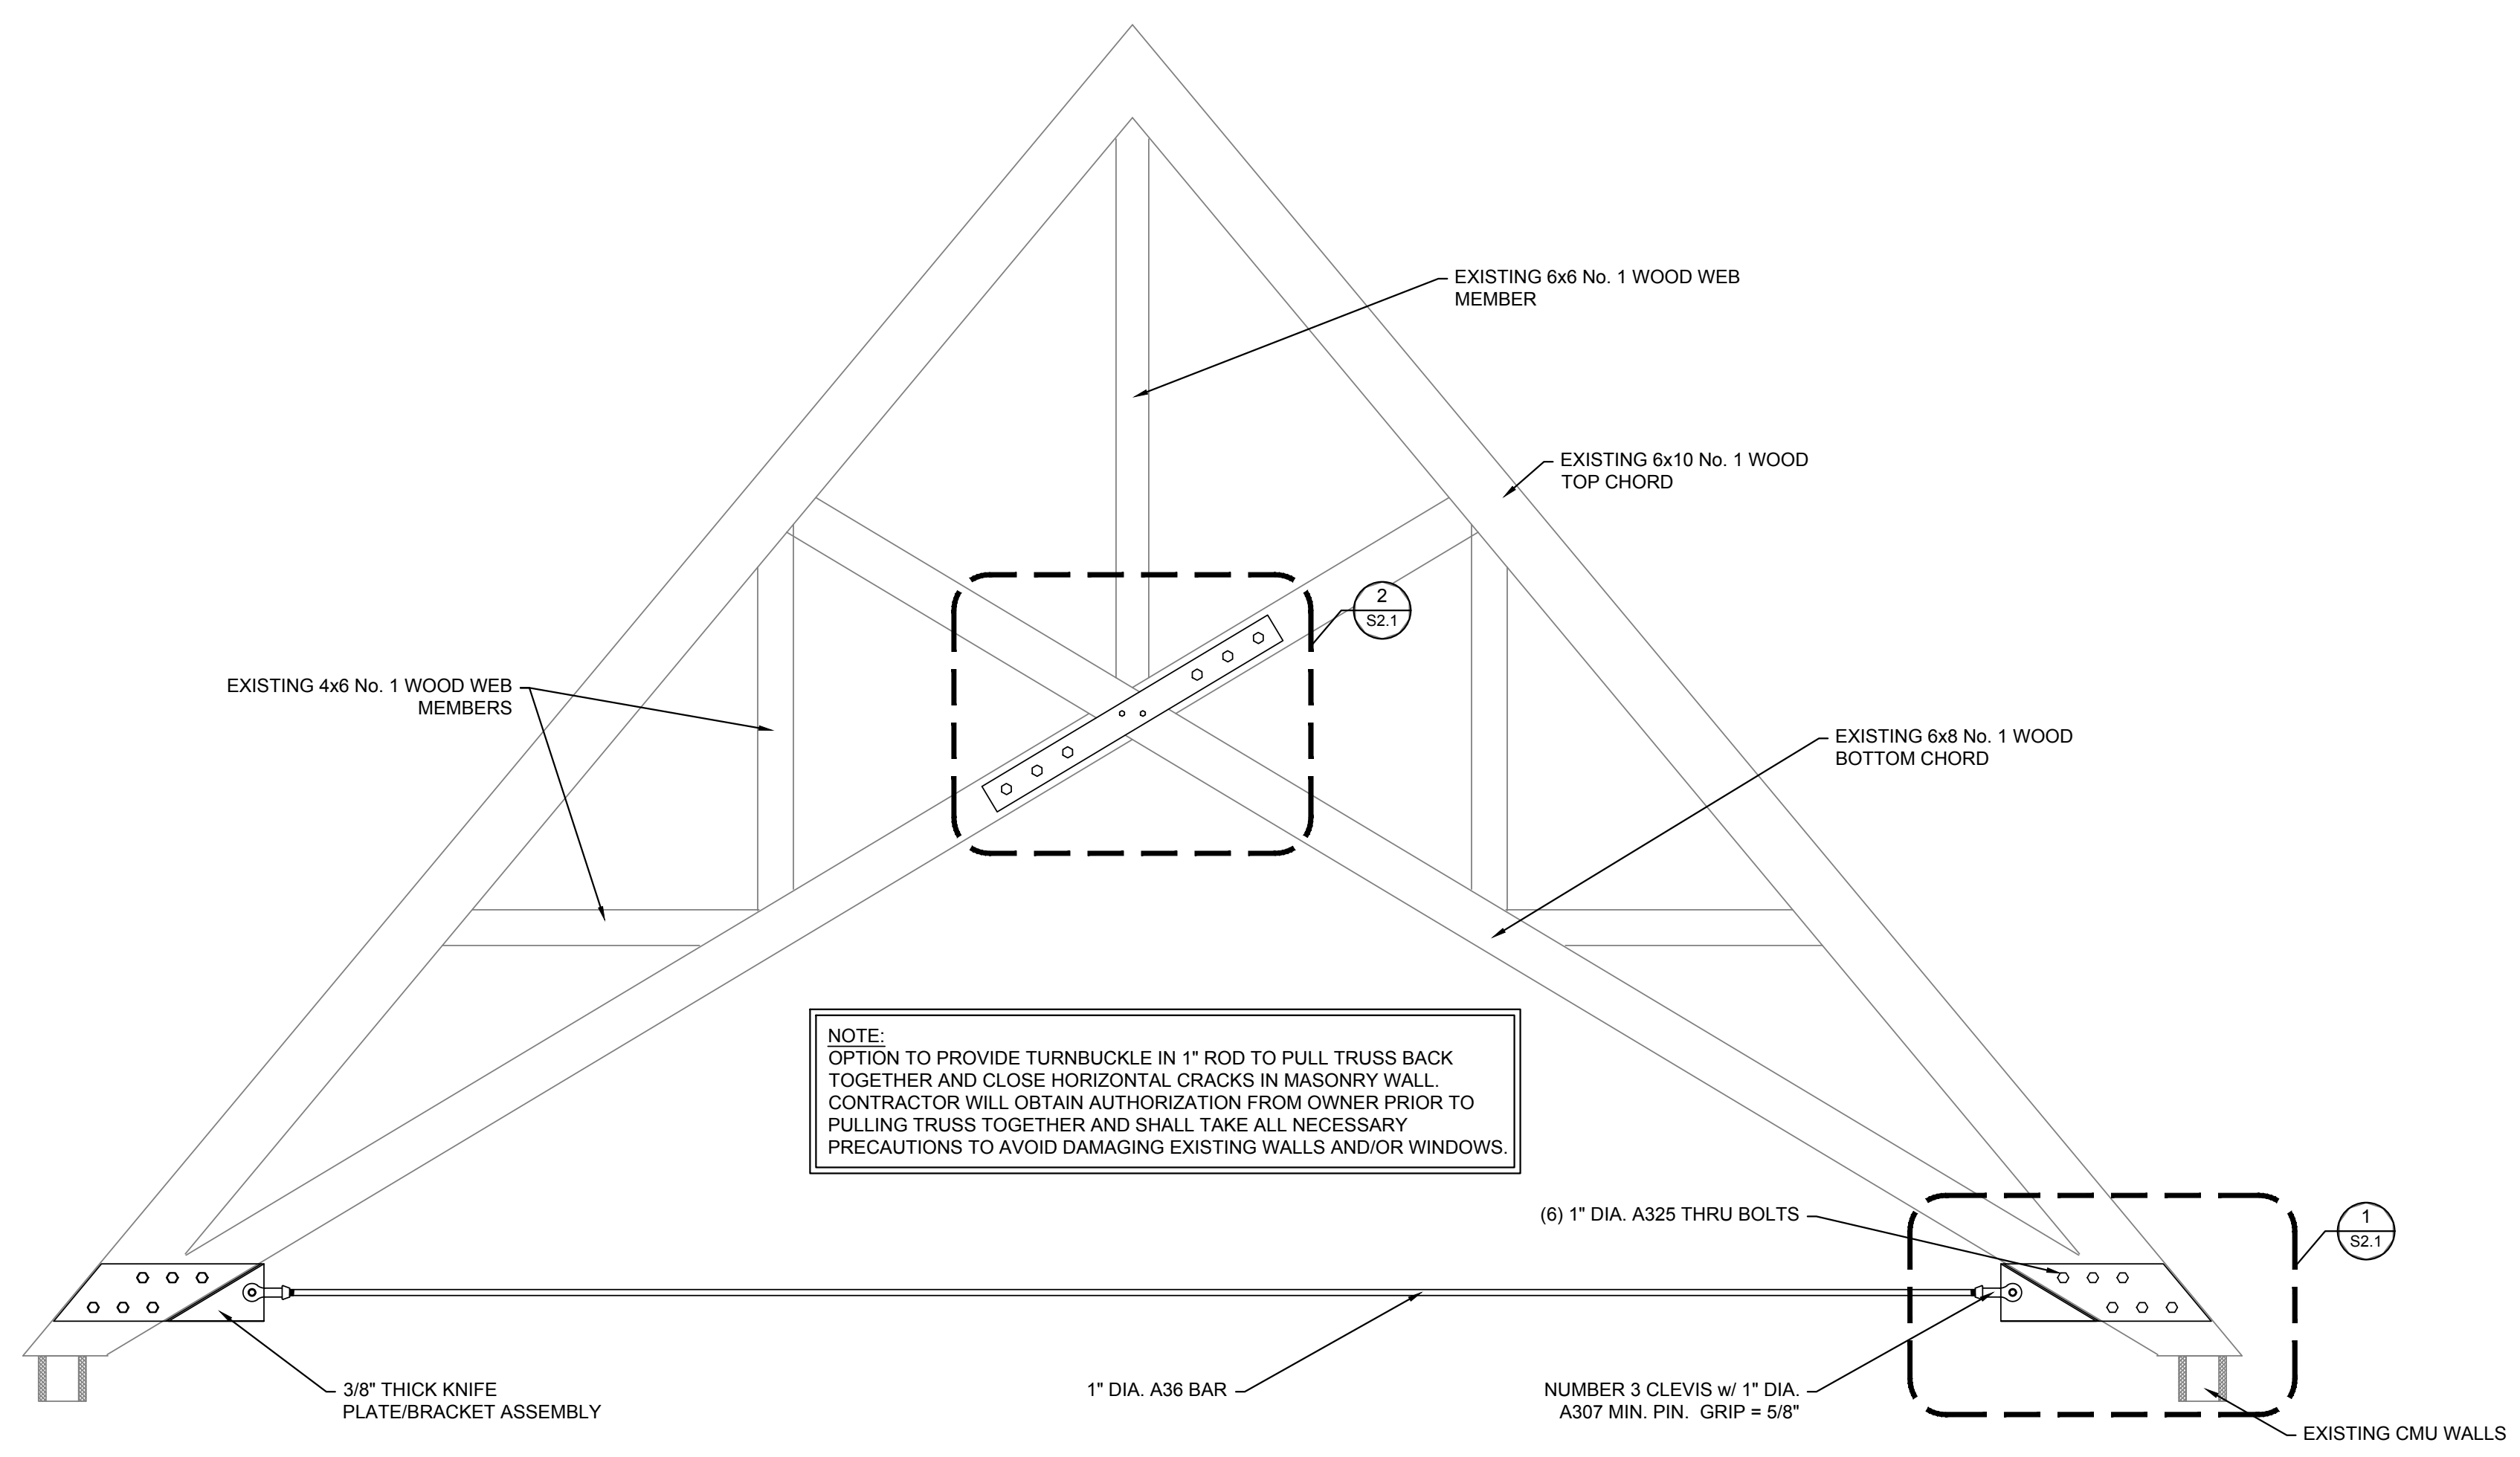 EXISTING 6x6 No. 1 WOOD WEB
MEMBER
EXISTING 6x10 No. 1 WOOD
TOP CHORD
2
S2.1
EXISTING 4x6 No. 1 WOOD WEB
MEMBERS
EXISTING 6x8 No. 1 WOOD
BOTTOM CHORD
NOTE:
OPTION TO PROVIDE TURNBUCKLE IN 1" ROD TO PULL TRUSS BACK
TOGETHER AND CLOSE HORIZONTAL CRACKS IN MASONRY WALL.
CONTRACTOR WILL OBTAIN AUTHORIZATION FROM OWNER PRIOR TO
PULLING TRUSS TOGETHER AND SHALL TAKE ALL NECESSARY
PRECAUTIONS TO AVOID DAMAGING EXISTING WALLS AND/OR WINDOWS.
(6) 1" DIA. A325 THRU BOLTS
1
S2.1
3/8" THICK KNIFE
PLATE/BRACKET ASSEMBLY
1" DIA. A36 BAR
NUMBER 3 CLEVIS w/ 1" DIA.
A307 MIN. PIN. GRIP = 5/8"
EXISTING CMU WALLS